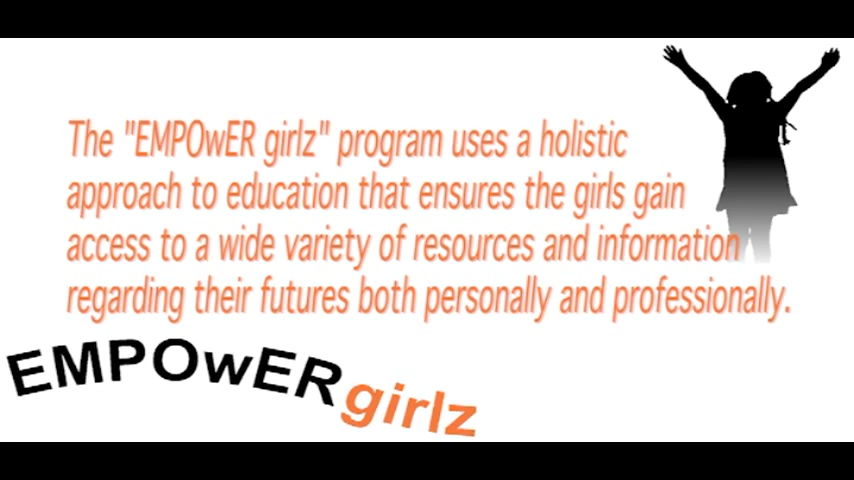 The "EMPOwER girlz" program uses a holistic
approach to education that ensures the girls gain
access to a wide variety of resources and information
regarding their futures both personally and professionally.
EMPOwER girlz